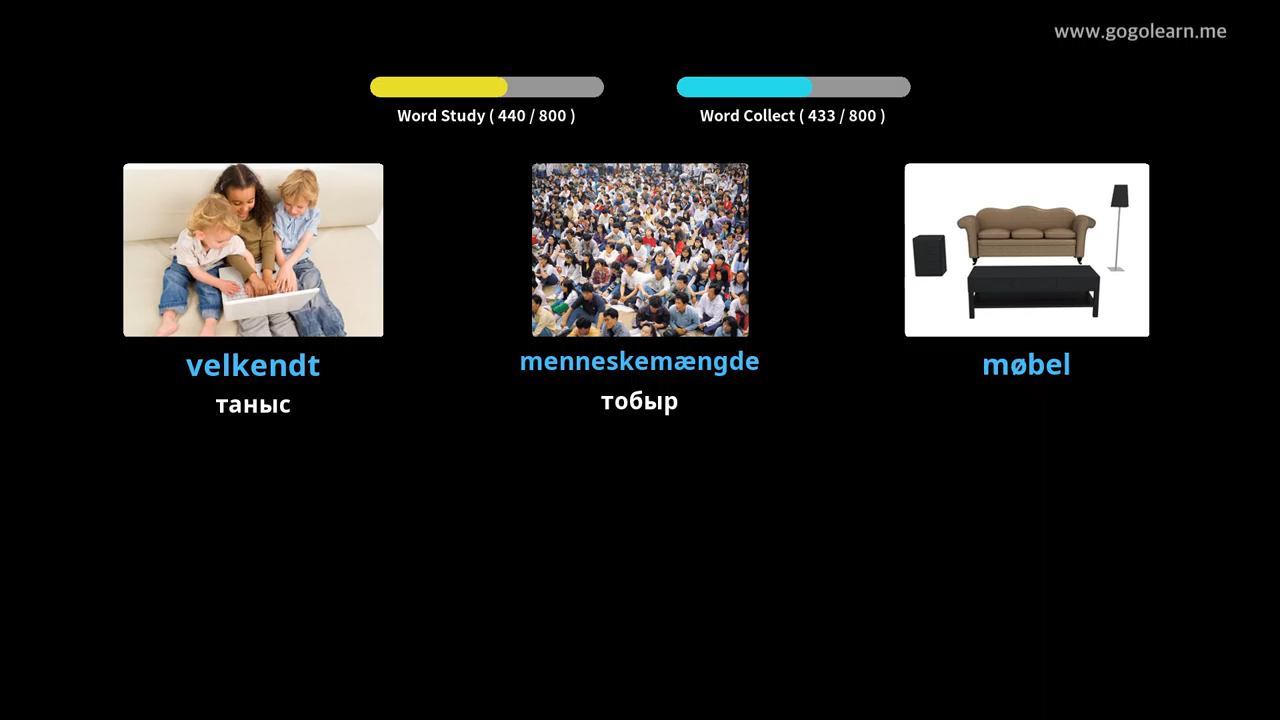 www.gogolearn.me
Word Study ( 440 / 800 )
Word Collect ( 433 / 800 )
velkendt
таныс
menneskemængde
тобыр
møbel